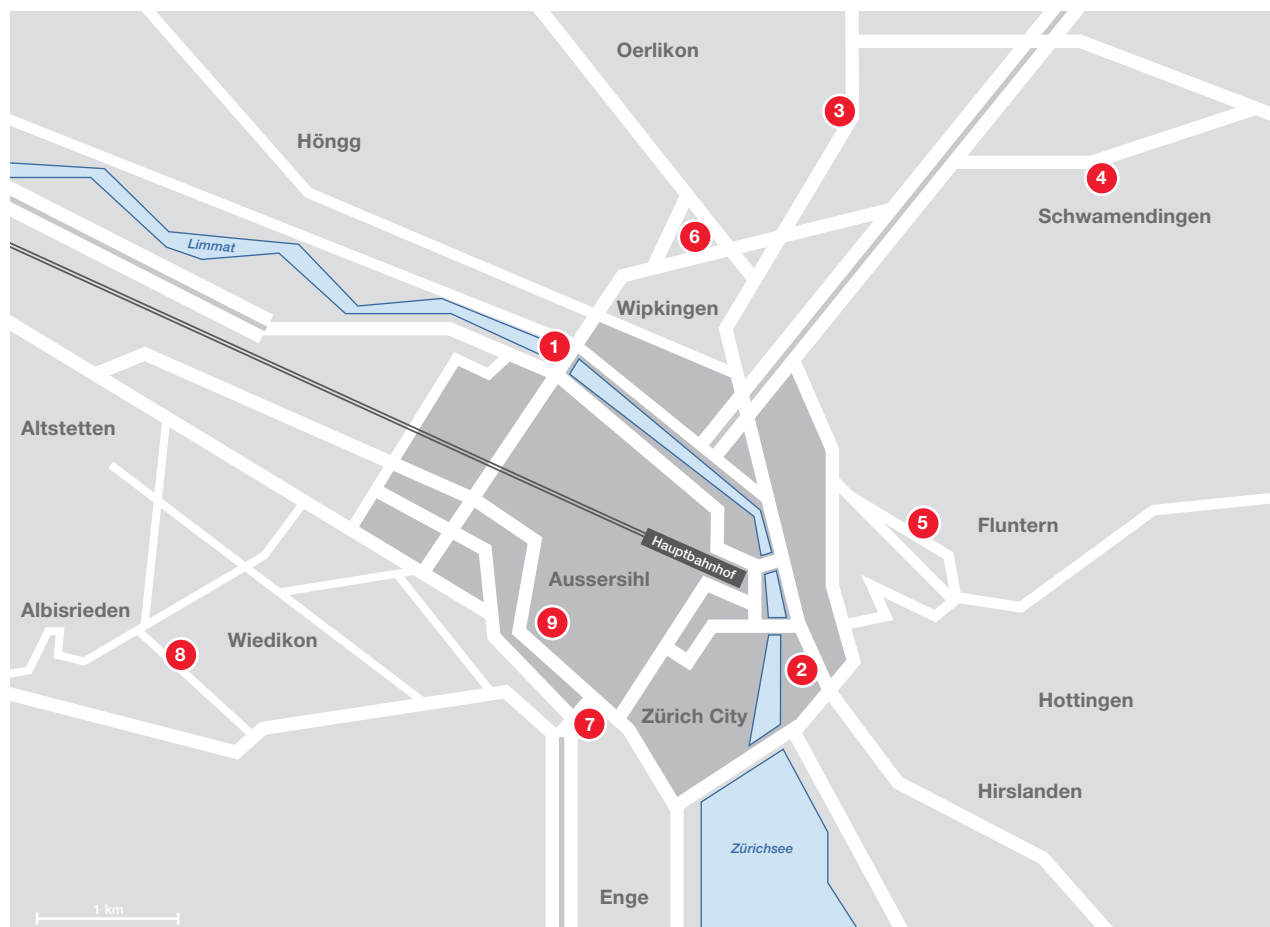 Oerlikon
3
Höngg
4
Schwamendingen
6
Limmat
Wipkingen
1
Altstetten
5
Fluntern
Hauptbahnhof
Aussersihl
Albisrieden
9
Wiedikon
8
2
Hottingen
Zürich City
7
Hirslanden
Zürichsee
Enge
1 km